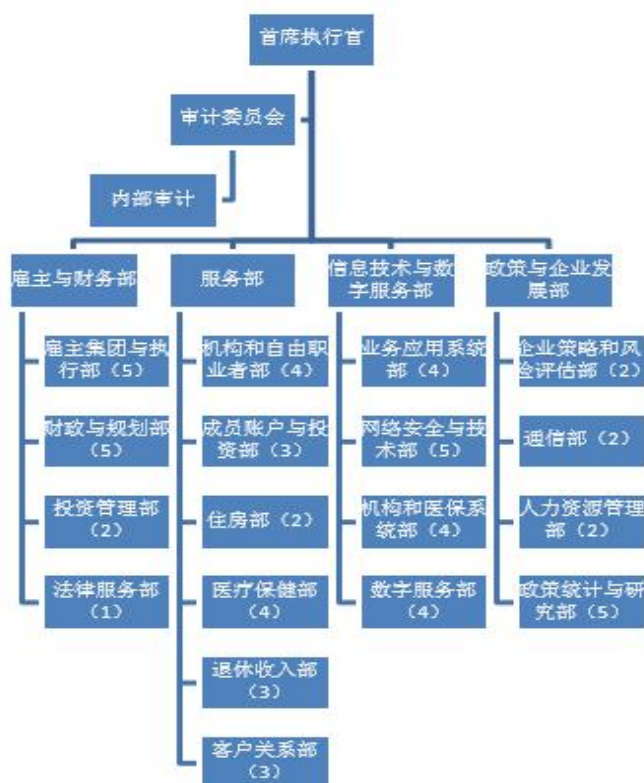 首席执行官
审计委员会
内部审计
雇主与财务部
服务部
信息技术与数
字服务部
政策与企业发
展部
雇主集团与执
行部（5）
机构和自由职
业者部（4）
业务应用系统
部（4）
企业策略和风
险评估部（2）
财政与规划部
（5）
成员账户与投
资部（3）
网络安全与技
术部（5）
通信部（2）
投资管理部
（2）
住房部（2）
机构和医保系
统部（4）
人力资源管理
部（2）
法律服务部
（1）
医疗保健部
（4）
数字服务部
（4）
政策统计与研
究部（5）
退休收入部
（3）
客户关系部
（3）